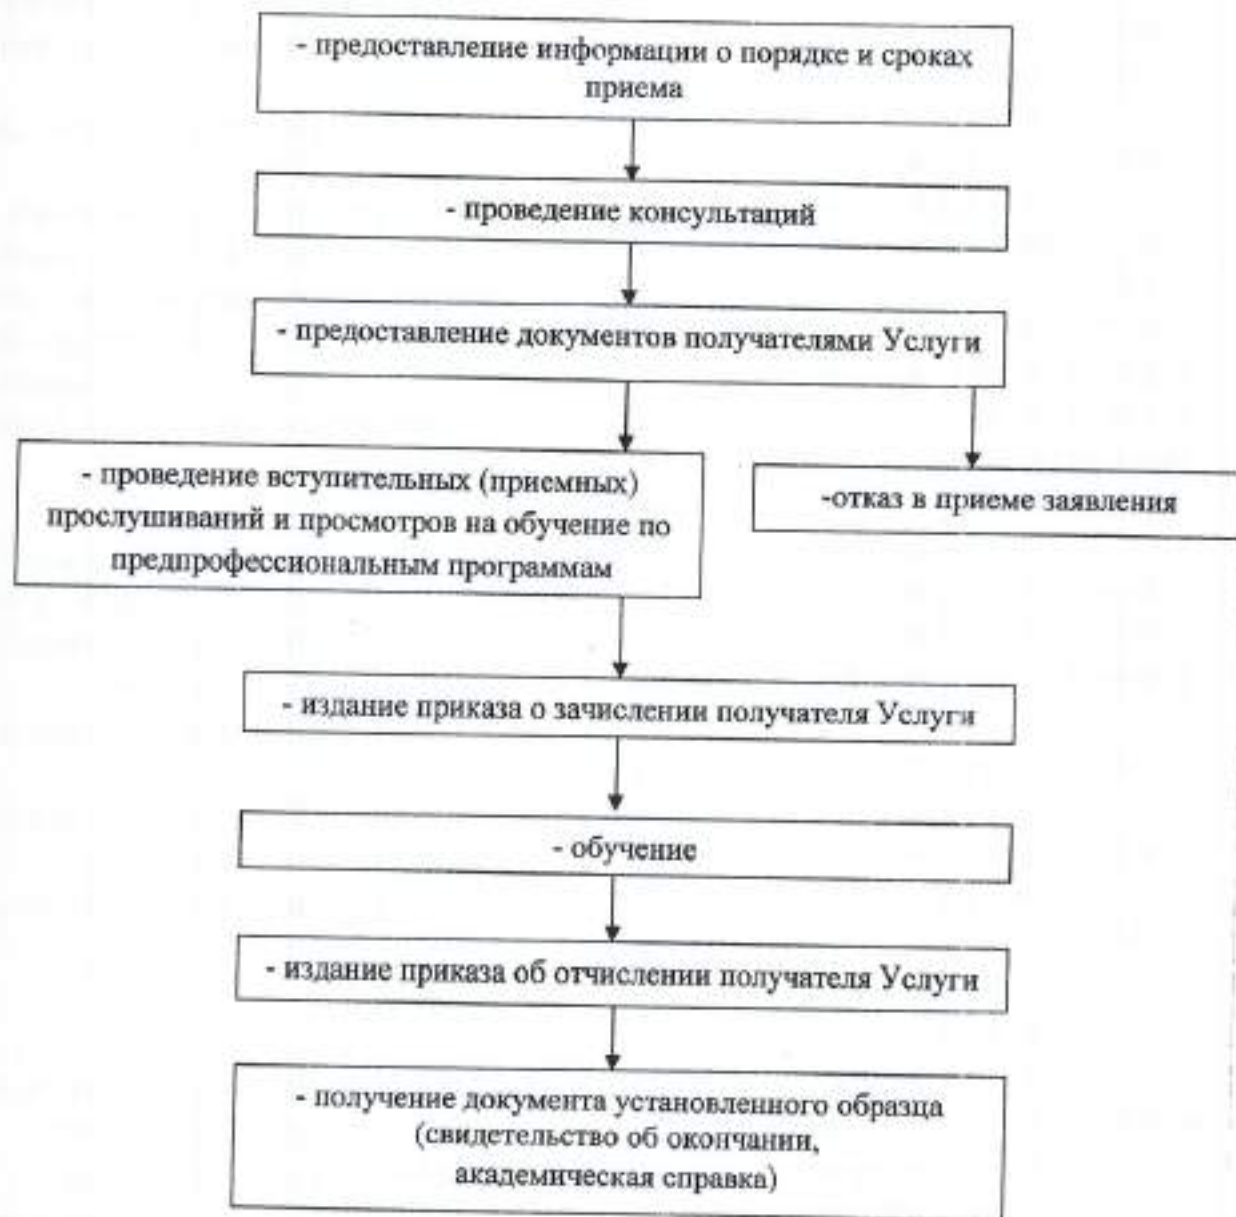 - предоставление информации о порядке и сроках
приема
- проведение консультаций
- предоставление документов получателями Услуги
- проведение вступительных (приемных)
прослушиваний и просмотров на обучение по
предпрофессиональным программам
-отказ в приеме заявления
- издание приказа о зачислении получателя Услуги
- обучение
- издание приказа об отчислении получателя Услуги
- получение документа установленного образца
(свидетельство об окончании,
академическая справка)